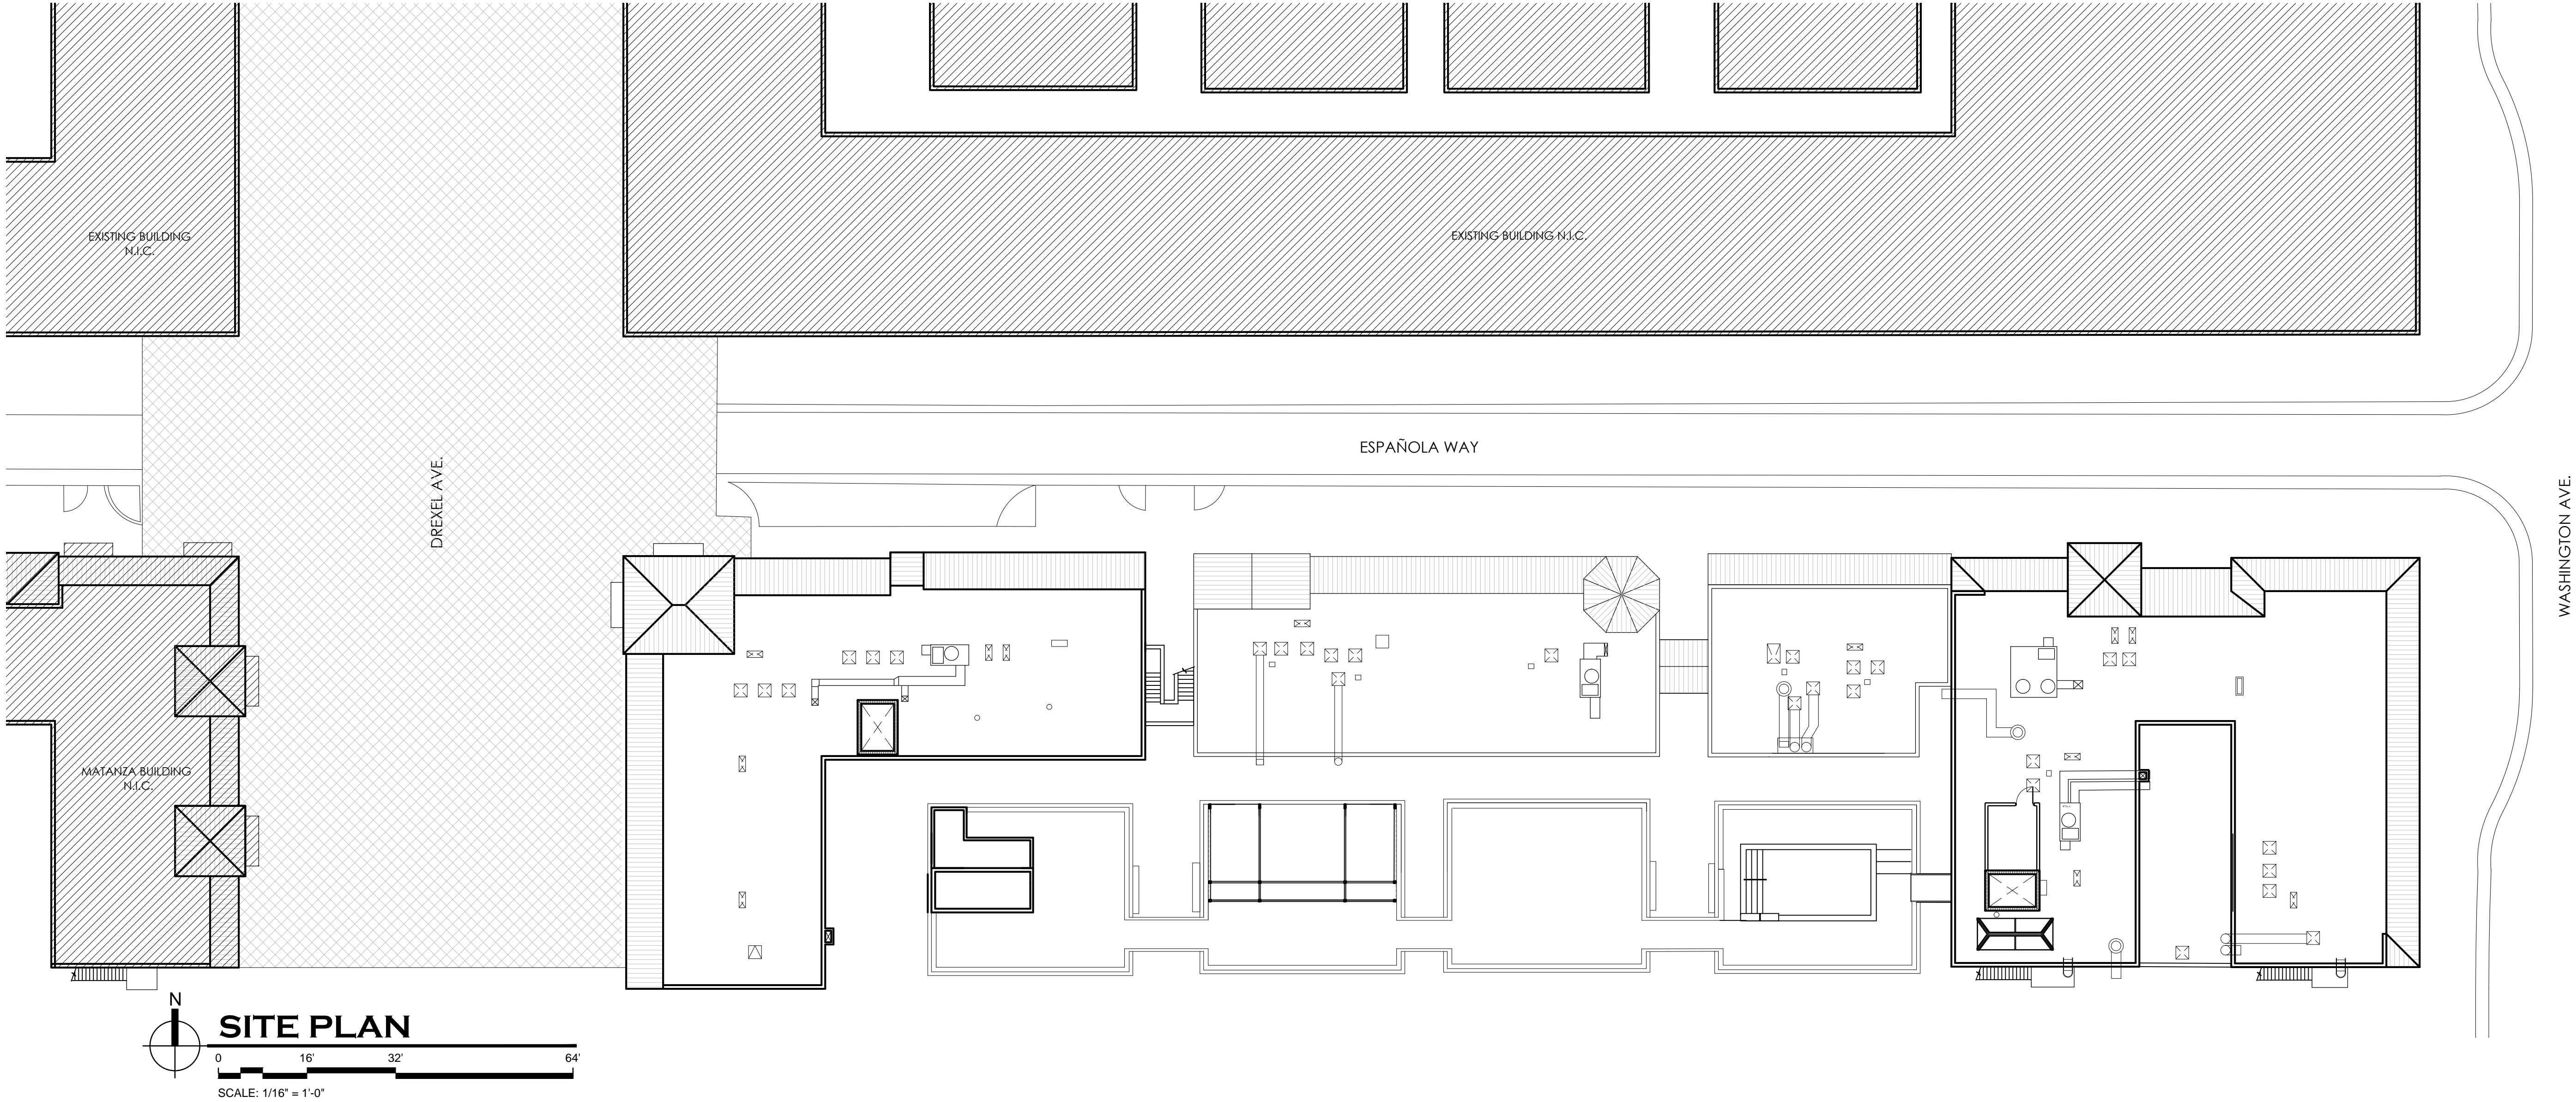 EXISTING BUILDING
N.I.C.
EXISTING BUILDING N.I.C.
ESPAÑOLA WAY
DREXEL AVE.
WASHINGTON AVE.
MATANZA BUILDING
N.I.C.
N
SITE PLAN
0 16' 32' 64'
SCALE: 1/16" = 1'-0"